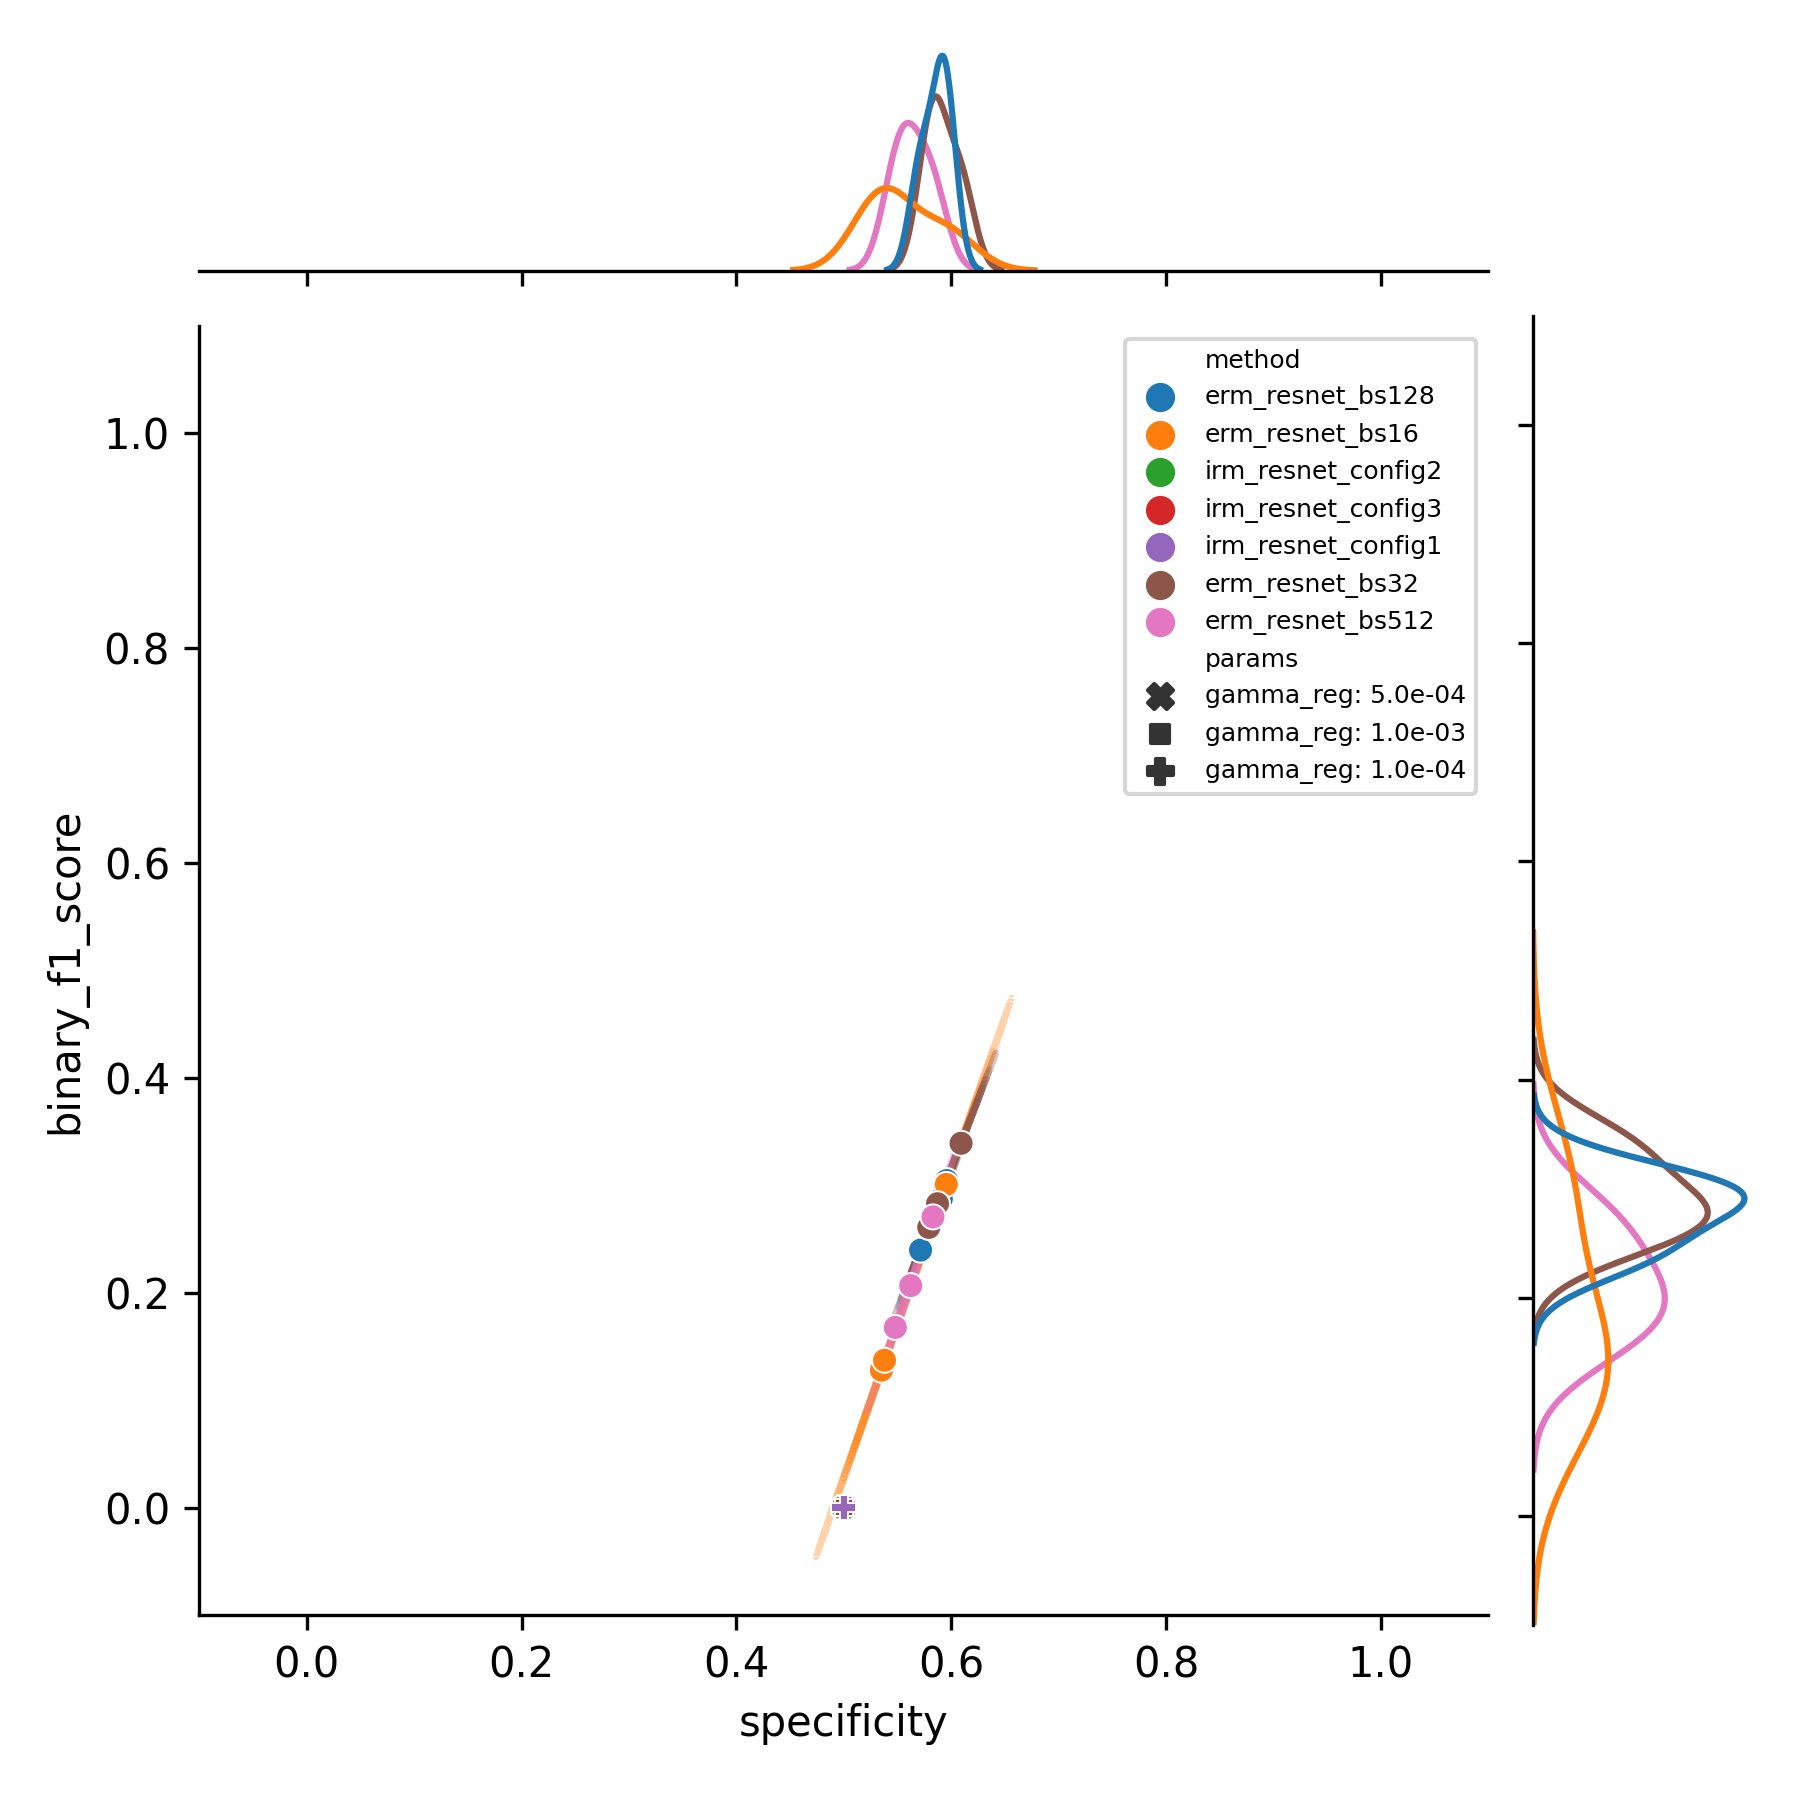 method
erm_resnet_bs128
erm_resnet_bs16
irm_resnet_config2
irm_resnet_config3
irm_resnet_config1
erm_resnet_bs32
erm_resnet_bs512
params
gamma_reg: 5.0e-04
gamma_reg: 1.0e-03
gamma_reg: 1.0e-04
binary_f1_score
1.0
0.8
0.6
0.4
0.2
0.0
0.0 0.2 0.4 0.6 0.8 1.0
specificity